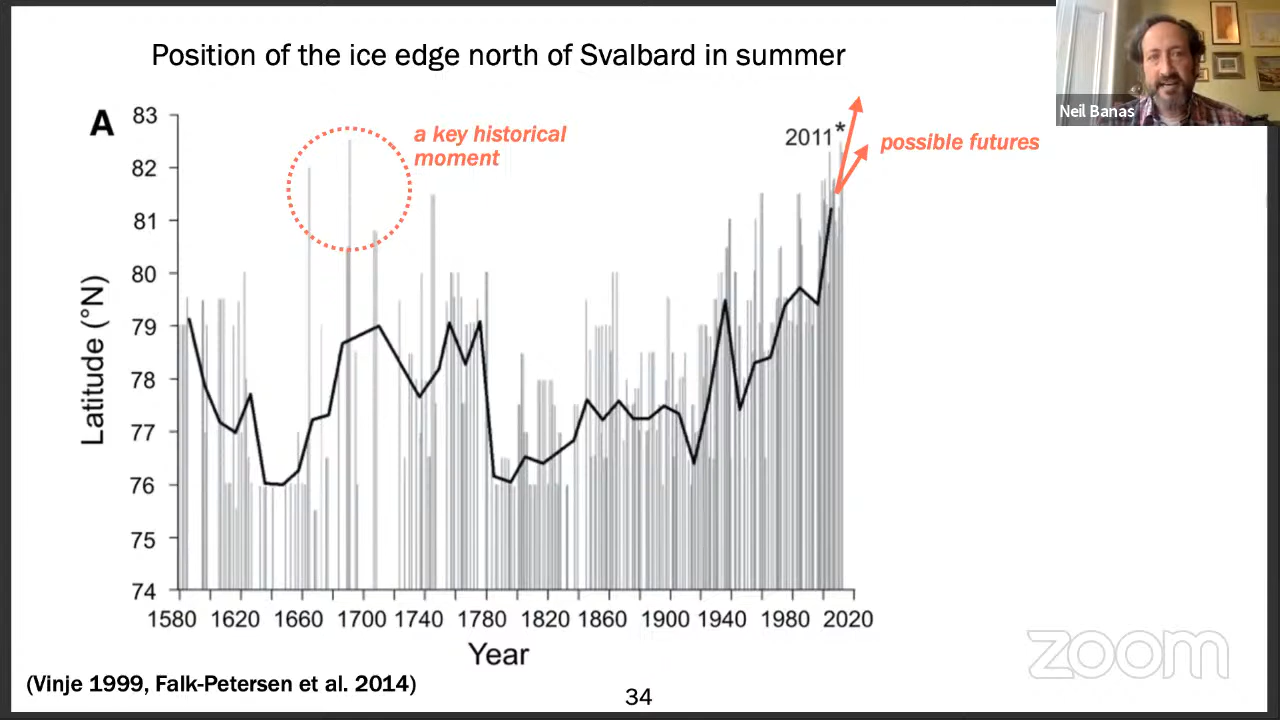 Position of the ice edge north of Svalbard in summer
Neil Banas
A
83
82
81
80
79
78
77
76
75
74
Latitude (°N)
a key historical
moment
2011*
possible futures
1580 1620 1660 1700 1740 1780 1820 1860 1900 1940 1980 2020
Year
(Vinje 1999, Falk-Petersen et al. 2014)
34
zoom